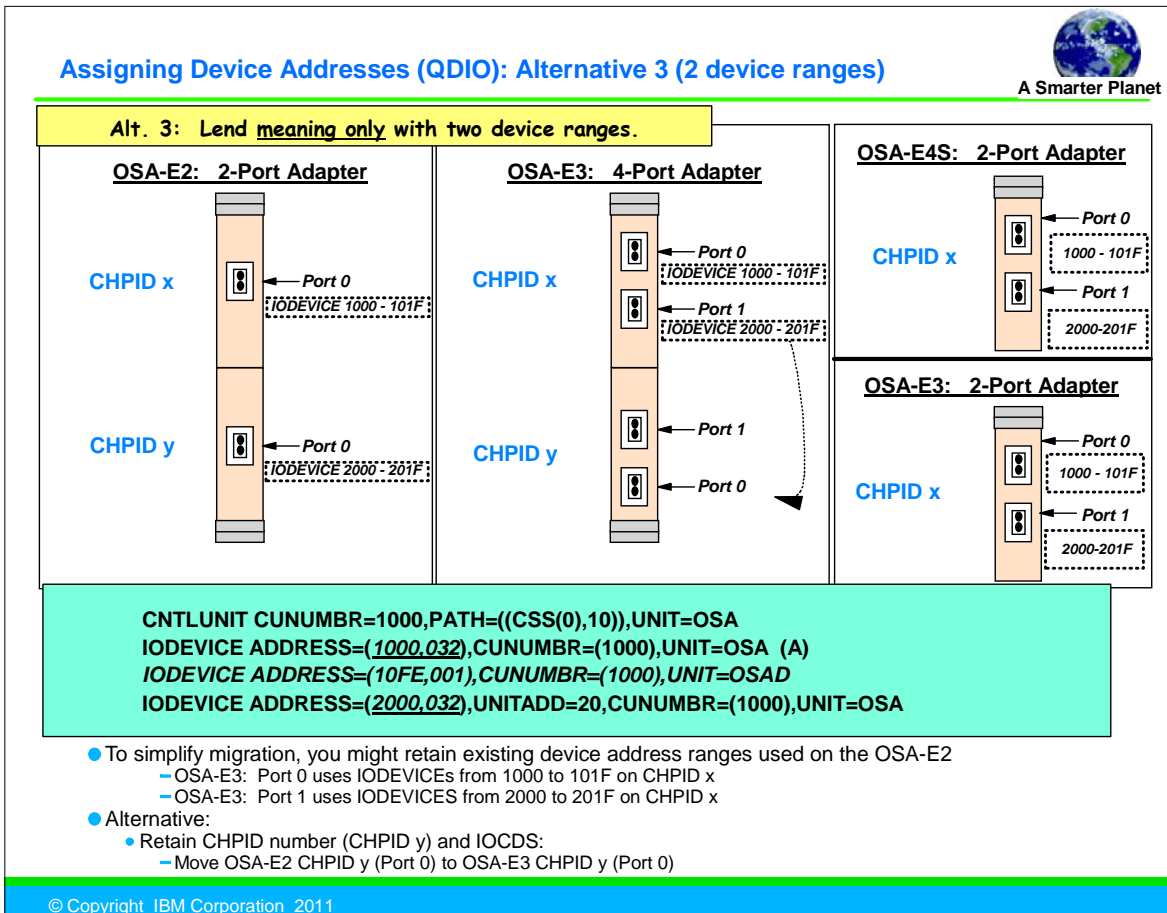 Assigning Device Addresses (QDIO): Alternative 3 (2 device ranges)
A Smarter Planet
Alt. 3: Lend meaning only with two device ranges.
OSA-E2: 2-Port Adapter
CHPID x
Port 0
IODEVICE 1000 - 101F
CHPID y
Port 0
IODEVICE 2000 - 201F
OSA-E3: 4-Port Adapter
CHPID x
Port 0
IODEVICE 1000 - 101F
Port 1
IODEVICE 2000 - 201F
CHPID y
Port 1
Port 0
OSA-E4S: 2-Port Adapter
CHPID x
Port 0
1000 - 101F
Port 1
2000-201F
OSA-E3: 2-Port Adapter
CHPID x
Port 0
1000 - 101F
Port 1
2000-201F
CNTLUNIT CUNUMBR=1000,PATH=((CSS(0),10)),UNIT=OSA
IODEVICE ADDRESS=(1000,032),CUNUMBR=(1000),UNIT=OSA (A)
IODEVICE ADDRESS=(10FE,001),CUNUMBR=(1000),UNIT=OSAD
IODEVICE ADDRESS=(2000,032),UNITADD=20,CUNUMBR=(1000),UNIT=OSA
To simplify migration, you might retain existing device address ranges used on the OSA-E2
OSA-E3: Port 0 uses IODEVICEs from 1000 to 101F on CHPID x
OSA-E3: Port 1 uses IODEVICES from 2000 to 201F on CHPID x
Alternative:
Retain CHPID number (CHPID y) and IOCDS:
Move OSA-E2 CHPID y (Port 0) to OSA-E3 CHPID y (Port 0)
© Copyright IBM Corporation 2011